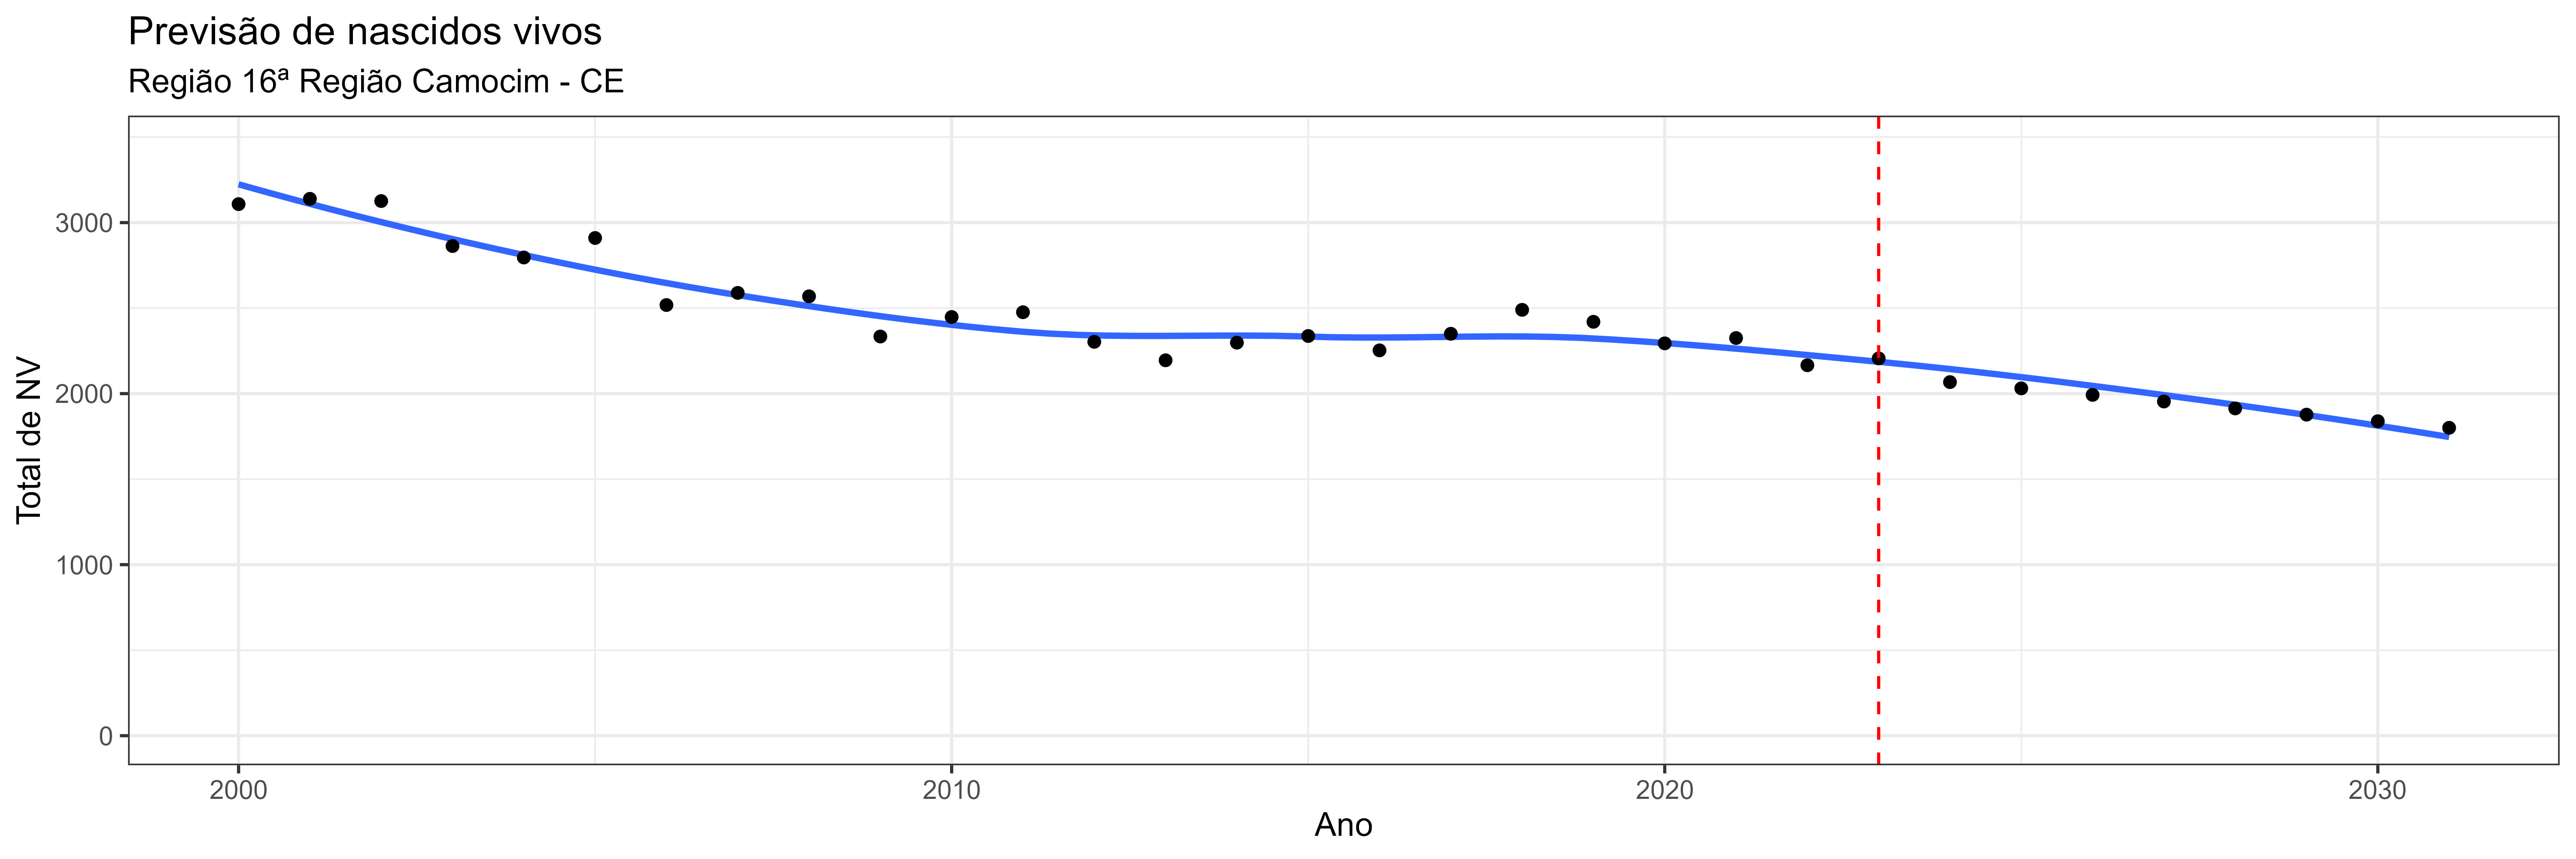 Previsão de nascidos vivos
Região 16ª Região Camocim - CE
Total de NV
3000
2000
1000
0
2000
2010
2020
2030
Ano